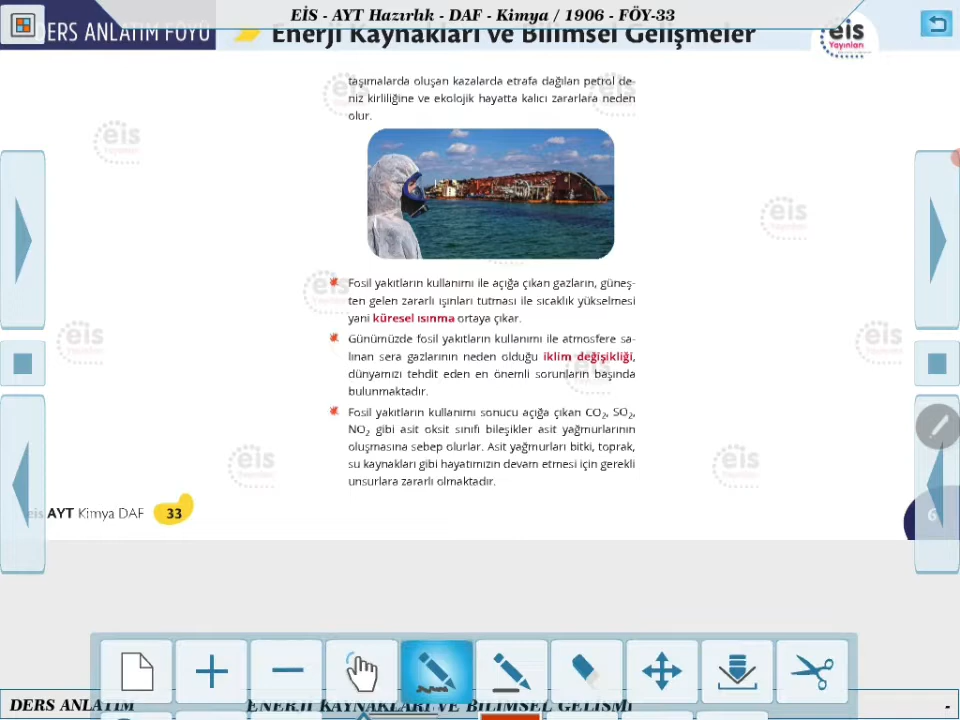 EİS - AYT Hazırlık - DAF - Kimya / 1906 - FÖY-33
DERS ANLATIM FÖYÜ
Enerji Kaynakları ve Bilimsel Gelişmeler
eis
Yayınları
taşımalarda oluşan kazalarda etrafa dağılan petrol de-
niz kirliliğine ve ekolojik hayatta kalıcı zararlara neden
olur.
Fosil yakıtların kullanımı ile açığa çıkan gazların, güneş-
ten gelen zararlı ışınları tutması ile sıcaklık yükselmesi
yani küresel ısınma ortaya çıkar.
Günümüzde fosil yakıtların kullanımı ile atmosfere sa-
lınan sera gazlarının neden olduğu iklim değişikliği,
dünyamızı tehdit eden en önemli sorunların başında
bulunmaktadır.
Fosil yakıtların kullanımı sonucu açığa çıkan CO₂, SO₂,
NO₂ gibi asit oksit sınıfı bileşikler asit yağmurlarının
oluşmasına sebep olurlar. Asit yağmurları bitki, toprak,
su kaynakları gibi hayatımızın devam etmesi için gerekli
unsurlara zararlı olmaktadır.
eis AYT Kimya DAF 33
6
DERS ANLATIM ENERJİ KAYNAKLARI VE BİLİMSEL GELİŞMİ -